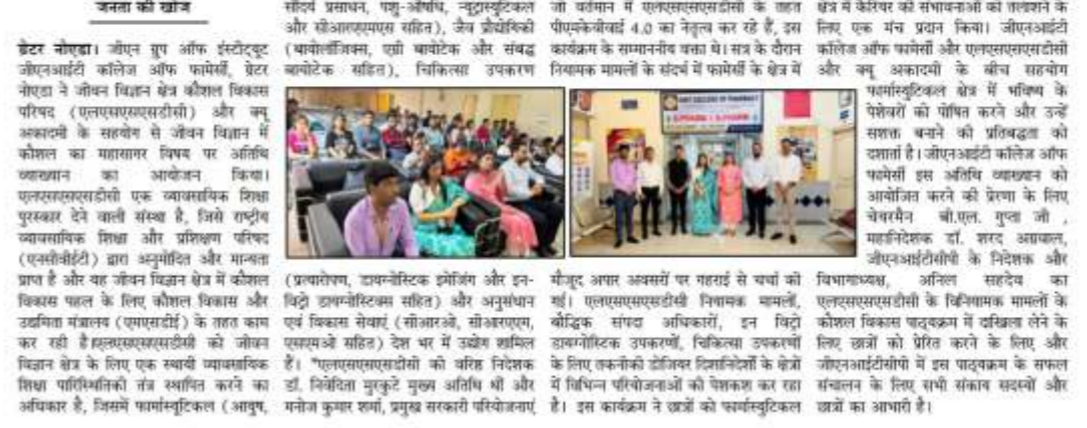 जनता की खोज
ग्रेटर नोएडा। जीएन ग्रुप ऑफ इंस्टीट्यूट
जीएनआईटी कॉलेज ऑफ फार्मेसी, ग्रेटर
नोएडा ने जीवन विज्ञान क्षेत्र कौशल विकास
परिषद (एलएसएसएसडीसी) और क्यू
अकादमी के सहयोग से जीवन विज्ञान में
कौशल का महासागर विषय पर अतिथि
व्याख्यान का आयोजन किया।
एलएसएसएसडीसी एक व्यावसायिक शिक्षा
पुरस्कार देने वाली संस्था है, जिसे राष्ट्रीय
व्यावसायिक शिक्षा और प्रशिक्षण परिषद
(एनसीवीईटी) द्वारा अनुमोदित और मान्यता
प्राप्त है और यह जीवन विज्ञान क्षेत्र में कौशल
विकास पहल के लिए कौशल विकास और
उद्यमिता मंत्रालय (एमएसडीई) के तहत काम
कर रही है।एलएसएसएसडीसी को जीवन
विज्ञान क्षेत्र के लिए एक स्थायी व्यावसायिक
शिक्षा पारिस्थितिकी तंत्र स्थापित करने का
अधिकार है, जिसमें फार्मास्यूटिकल (आयुष,
सौंदर्य प्रसाधन, पशु-औषधि, न्यूट्रास्यूटिकल
और सीआरएएमएस सहित), जैव प्रौद्योगिकी
(बायोलॉजिक्स, एग्री बायोटेक और संबद्ध
बायोटेक सहित), चिकित्सा उपकरण
(प्रत्यारोपण, डायग्नोस्टिक इमेजिंग और इन-
विट्रो डायग्नोस्टिक्स सहित) और अनुसंधान
एवं विकास सेवाएं (सीआरओ, सीआरएएम,
एसएमओ सहित) देश भर में उद्योग शामिल
हैं। "एलएसएसएसडीसी की वरिष्ठ निदेशक
डॉ. निवेदिता मुरकुटे मुख्य अतिथि थीं और
मनोज कुमार शर्मा, प्रमुख सरकारी परियोजनाएं
जो वर्तमान में एलएसएसएसडीसी के तहत
पीएमकेवीवाई 4.0 का नेतृत्व कर रहे हैं, इस
कार्यक्रम के सम्माननीय वक्ता थे। सत्र के दौरान
नियामक मामलों के संदर्भ में फार्मेसी के क्षेत्र में
GNIT COLLEGE OF PHARMACY
मौजूद अपार अवसरों पर गहराई से चर्चा की
गई। एलएसएसएसडीसी नियामक मामलों,
बौद्धिक संपदा अधिकारों, इन विट्रो
डायग्नोस्टिक उपकरणों, चिकित्सा उपकरणों
के लिए तकनीकी डोजियर दिशानिर्देशों के क्षेत्रों
में विभिन्न परियोजनाओं की पेशकश कर रहा
है। इस कार्यक्रम ने छात्रों को फार्मास्यूटिकल
क्षेत्र में कैरियर की संभावनाओं को तलाशने के
लिए एक मंच प्रदान किया। जीएनआईटी
कॉलेज ऑफ फार्मेसी और एलएसएसएसडीसी
और क्यू अकादमी के बीच सहयोग
फार्मास्यूटिकल क्षेत्र में भविष्य के
पेशेवरों को पोषित करने और उन्हें
सशक्त बनाने की प्रतिबद्धता को
दर्शाता है। जीएनआईटी कॉलेज ऑफ
फार्मेसी इस अतिथि व्याख्यान को
आयोजित करने की प्रेरणा के लिए
चेयरमैन बी.एल. गुप्ता जी ,
महानिदेशक डॉ. शरद अग्रवाल,
जीएनआईटीसीपी के निदेशक और
विभागाध्यक्ष, अनिल सहदेव का
एलएसएसएसडीसी के विनियामक मामलों के
कौशल विकास पाठ्यक्रम में दाखिला लेने के
लिए छात्रों को प्रेरित करने के लिए और
जीएनआईटीसीपी में इस पाठ्यक्रम के सफल
संचालन के लिए सभी संकाय सदस्यों और
छात्रों का आभारी है।